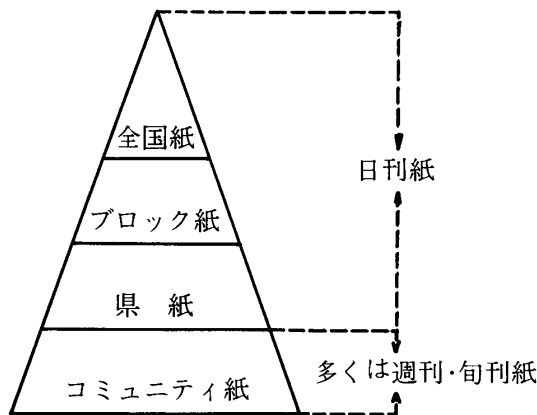 全国紙
日刊紙
ブロック紙
県 紙
多くは週刊・旬刊紙
コミュニティ紙